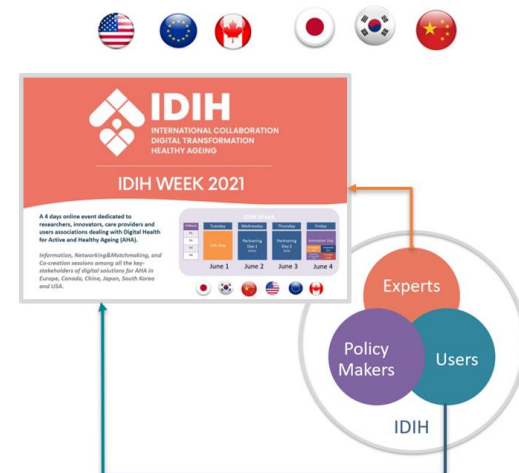 IDIH
INTERNATIONAL COLLABORATION
DIGITAL TRANSFORMATION
HEALTHY AGEING
IDIH WEEK 2021
A 4 days online event dedicated to
researchers, innovators, care providers and
users associations dealing with Digital Health
for Active and Healthy Ageing (AHA).
Information, Networking&Matchmaking, and
Co-creation sessions among all the key-
stakeholders of digital solutions for AHA in
Europe, Canada, China, Japan, South Korea
and USA.
IDIH Week
Tuesday Wednesday Thursday Friday
Info Day
Partnering
Day 1
Partnering
Day 2
Innovation Day
June 1 June 2 June 3 June 4
Experts
Policy
Makers
Users
IDIH